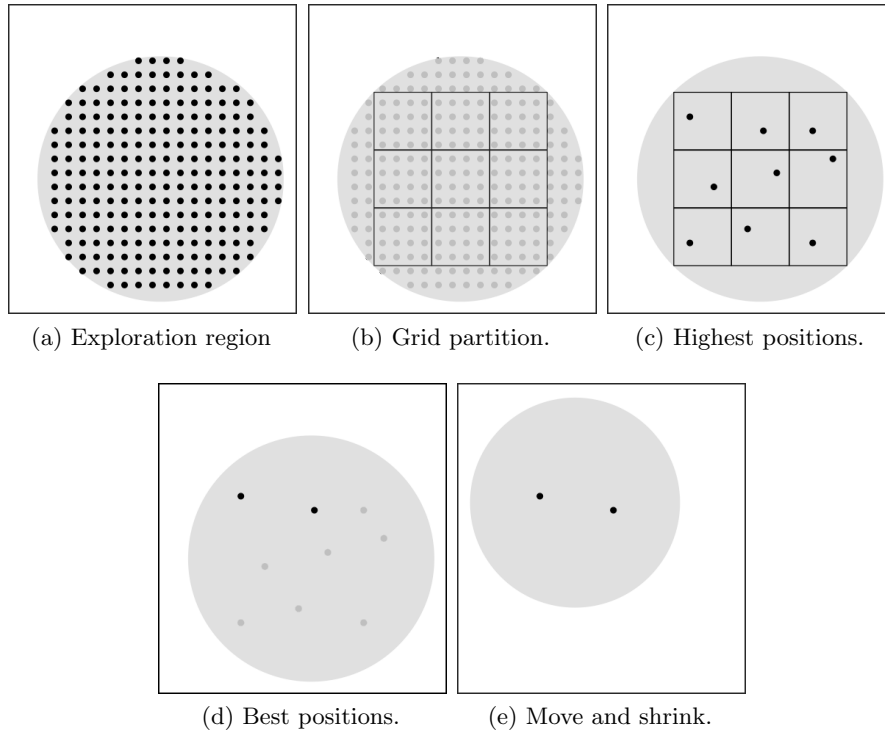 (a) Exploration region
(b) Grid partition.
(c) Highest positions.
(d) Best positions.
(e) Move and shrink.